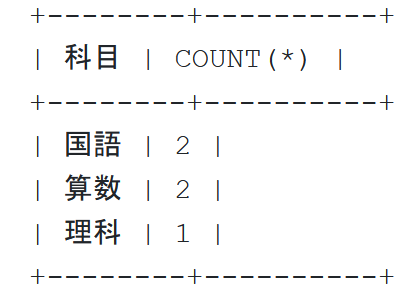 +--------+----------+
| 科目 | COUNT(*) |
+--------+----------+
| 国語 | 2 |
| 算数 | 2 |
| 理科 | 1 |
+--------+----------+